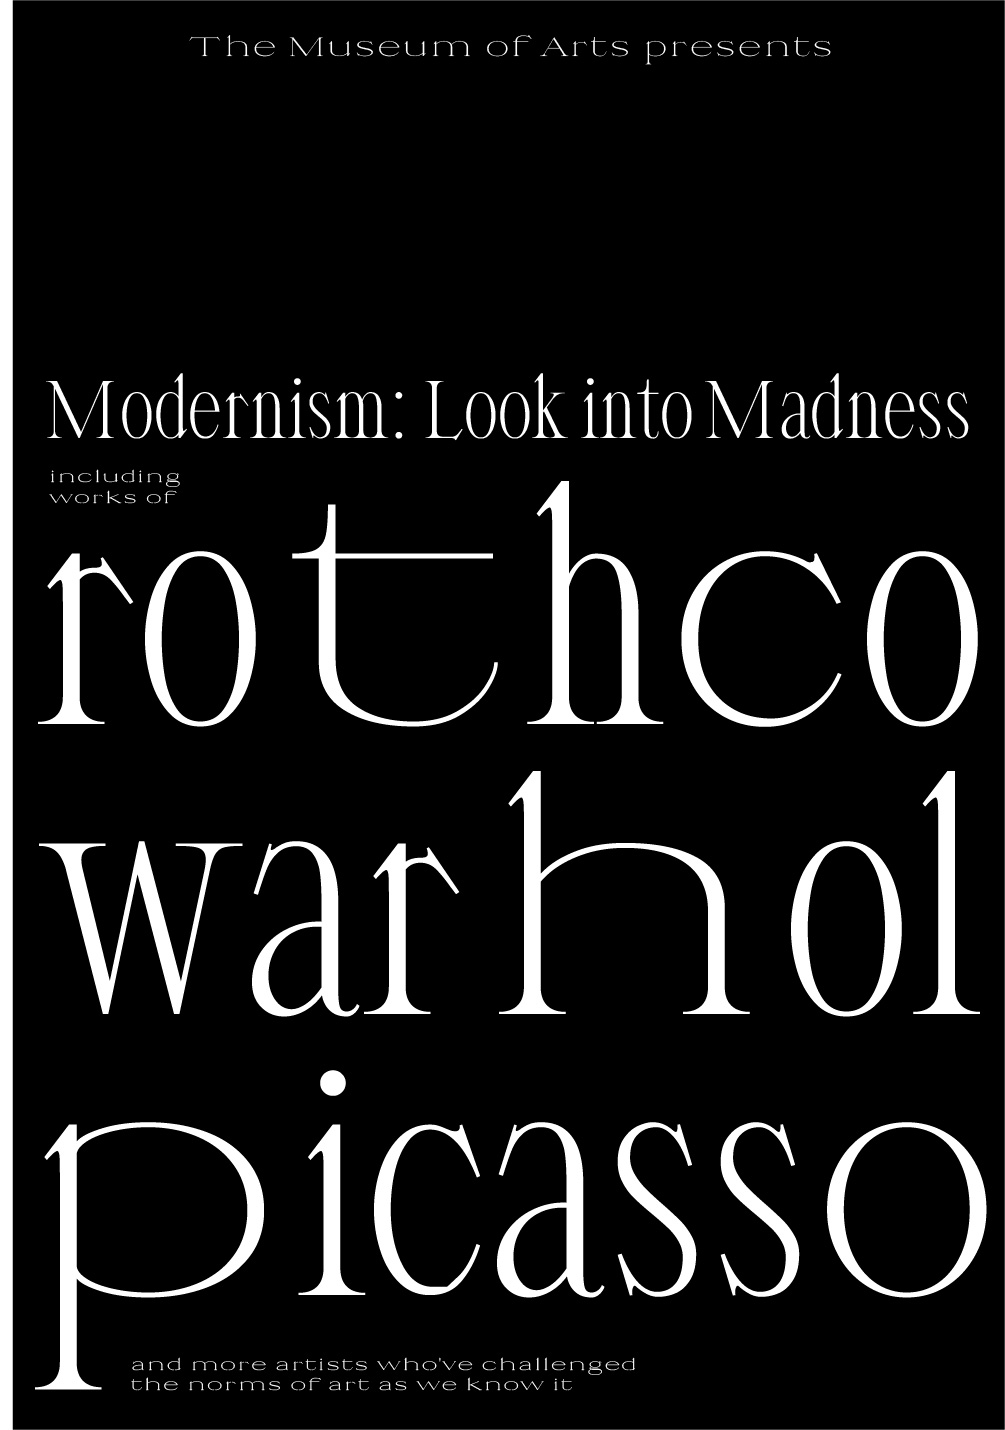 The Museum of Arts presents
Modernism: Look into Madness
including
works of
rothco
warhol
picasso
and more artists who've challenged
the norms of art as we know it